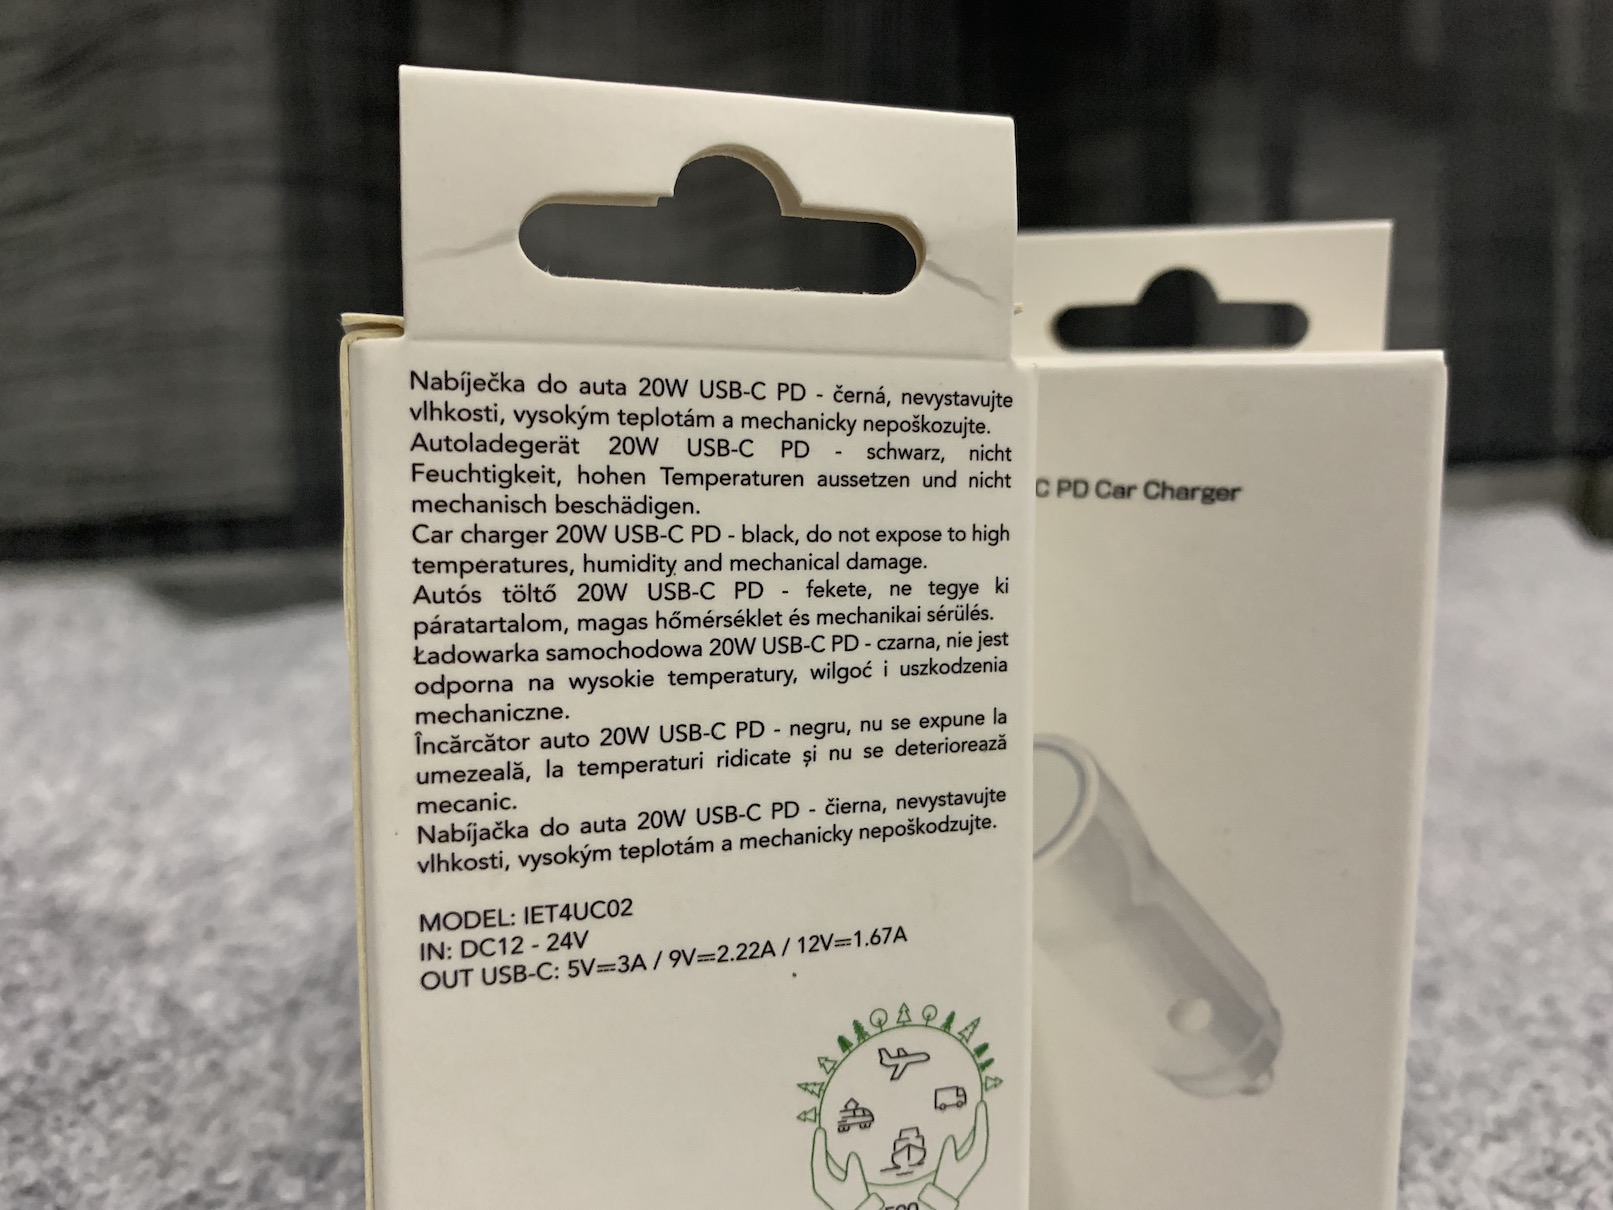 Nabíječka do auta 20W USB-C PD - černá, nevystavujte
vlhkosti, vysokým teplotám a mechanicky nepoškozujte.
Autoladegerät 20W USB-C PD - schwarz, nicht
Feuchtigkeit, hohen Temperaturen aussetzen und nicht
mechanisch beschädigen.
Car charger 20W USB-C PD - black, do not expose to high
temperatures, humidity and mechanical damage.
Autós töltő 20W USB-C PD - fekete, ne tegye ki
páratartalom, magas hőmérséklet és mechanikai sérülés.
Ładowarka samochodowa 20W USB-C PD - czarna, nie jest
odporna na wysokie temperatury, wilgoć i uszkodzenia
mechaniczne.
Încărcător auto 20W USB-C PD - negru, nu se expune la
umezeală, la temperaturi ridicate și nu se deteriorează
mecanic.
Nabíjačka do auta 20W USB-C PD - čierna, nevystavujte
vlhkosti, vysokým teplotám a mechanicky nepoškodzujte.
MODEL: IET4UC02
IN: DC12 - 24V
OUT USB-C: 5V⎓3A / 9V⎓2.22A / 12V⎓1.67A
C PD Car Charger